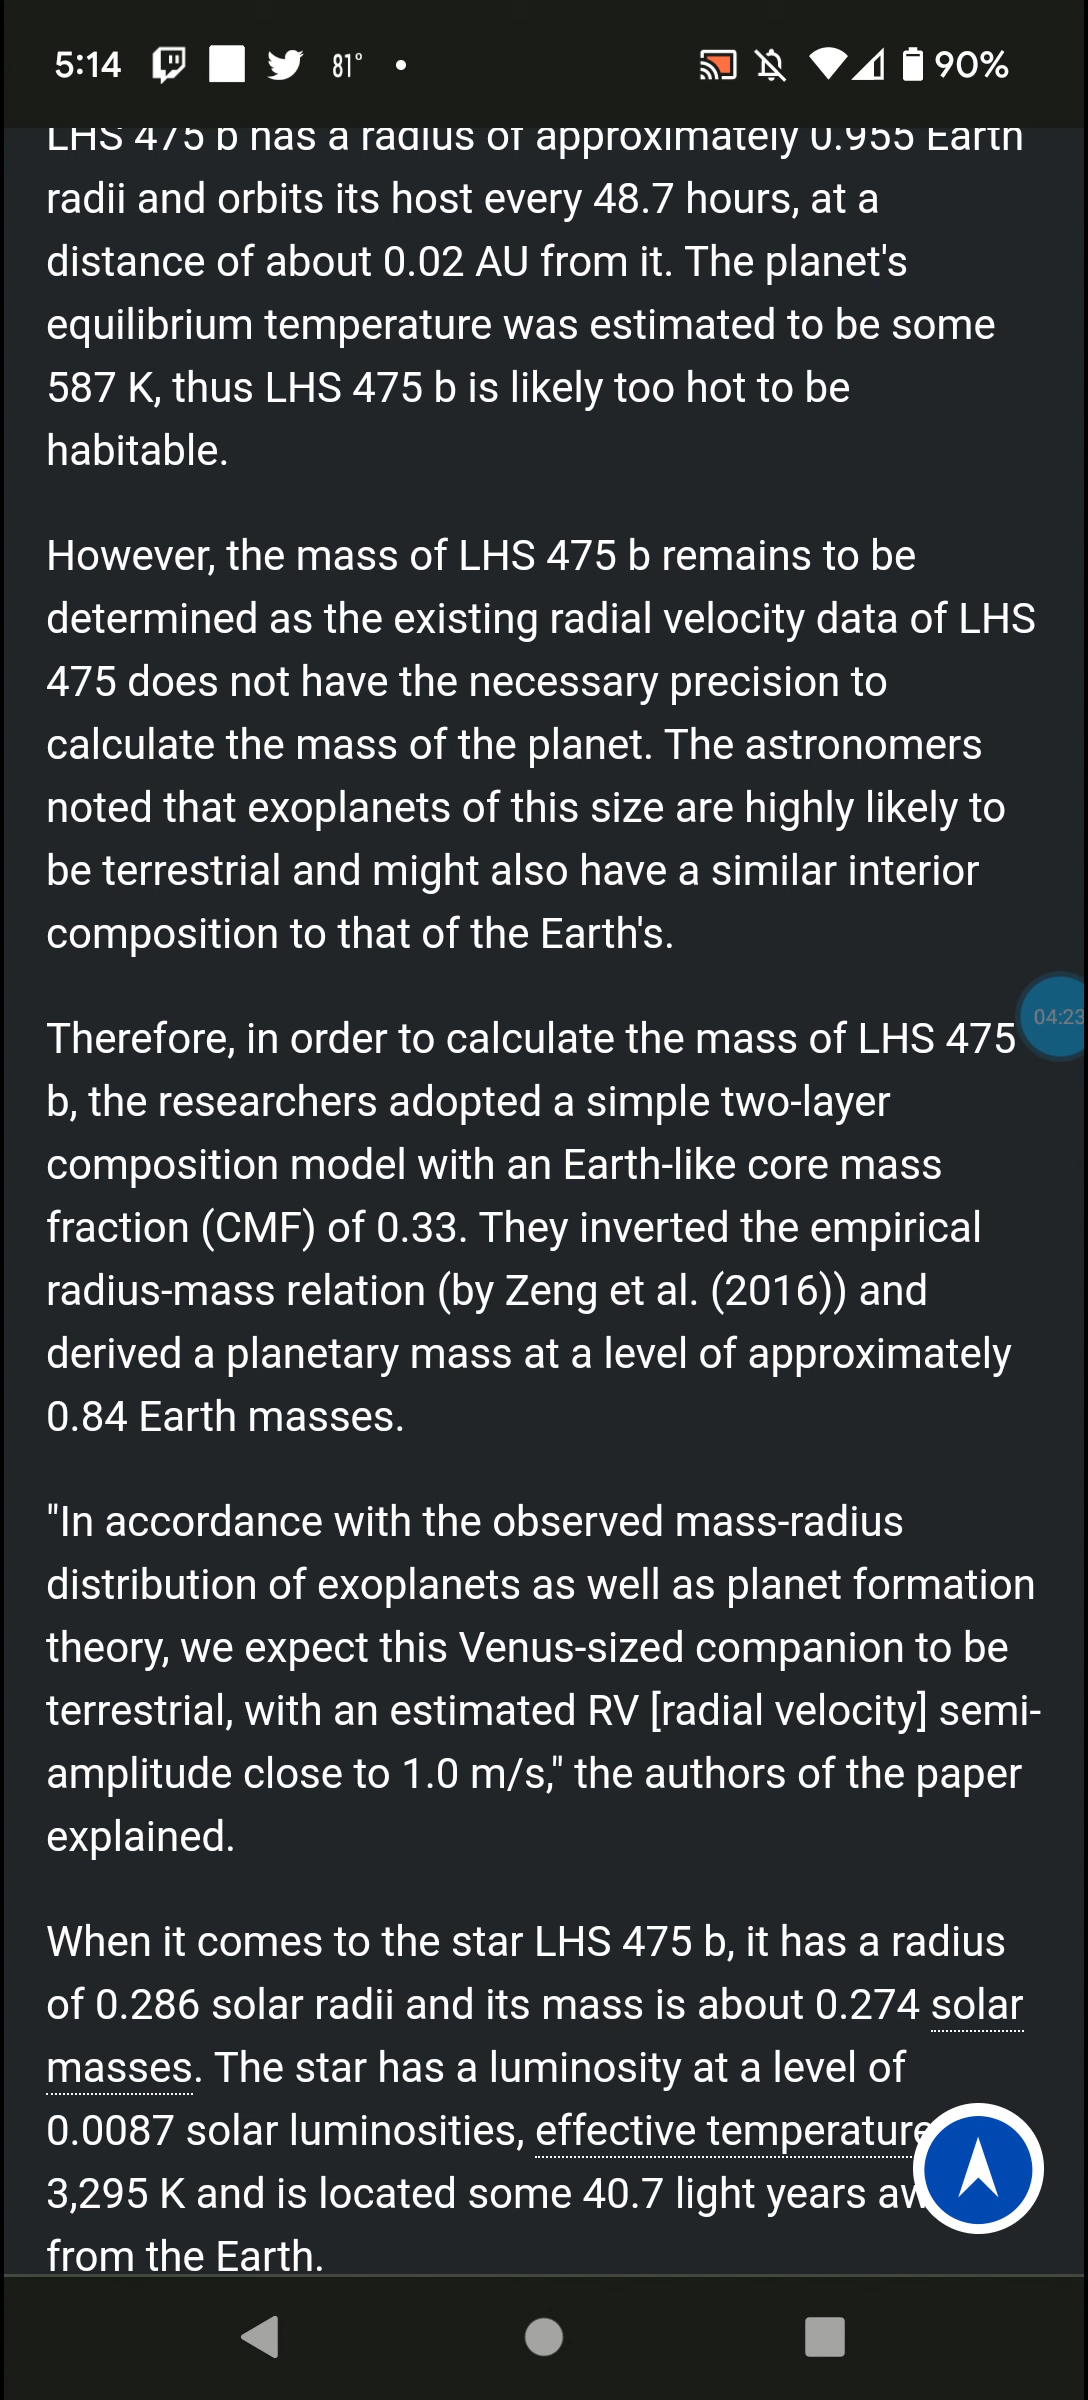 5:14 81° 90%
LHS 475 b has a radius of approximately 0.955 Earth
radii and orbits its host every 48.7 hours, at a
distance of about 0.02 AU from it. The planet's
equilibrium temperature was estimated to be some
587 K, thus LHS 475 b is likely too hot to be
habitable.
However, the mass of LHS 475 b remains to be
determined as the existing radial velocity data of LHS
475 does not have the necessary precision to
calculate the mass of the planet. The astronomers
noted that exoplanets of this size are highly likely to
be terrestrial and might also have a similar interior
composition to that of the Earth's.
04:23
Therefore, in order to calculate the mass of LHS 475
b, the researchers adopted a simple two-layer
composition model with an Earth-like core mass
fraction (CMF) of 0.33. They inverted the empirical
radius-mass relation (by Zeng et al. (2016)) and
derived a planetary mass at a level of approximately
0.84 Earth masses.
"In accordance with the observed mass-radius
distribution of exoplanets as well as planet formation
theory, we expect this Venus-sized companion to be
terrestrial, with an estimated RV [radial velocity] semi-
amplitude close to 1.0 m/s," the authors of the paper
explained.
When it comes to the star LHS 475 b, it has a radius
of 0.286 solar radii and its mass is about 0.274 solar
masses. The star has a luminosity at a level of
0.0087 solar luminosities, effective temperature
3,295 K and is located some 40.7 light years
from the Earth.